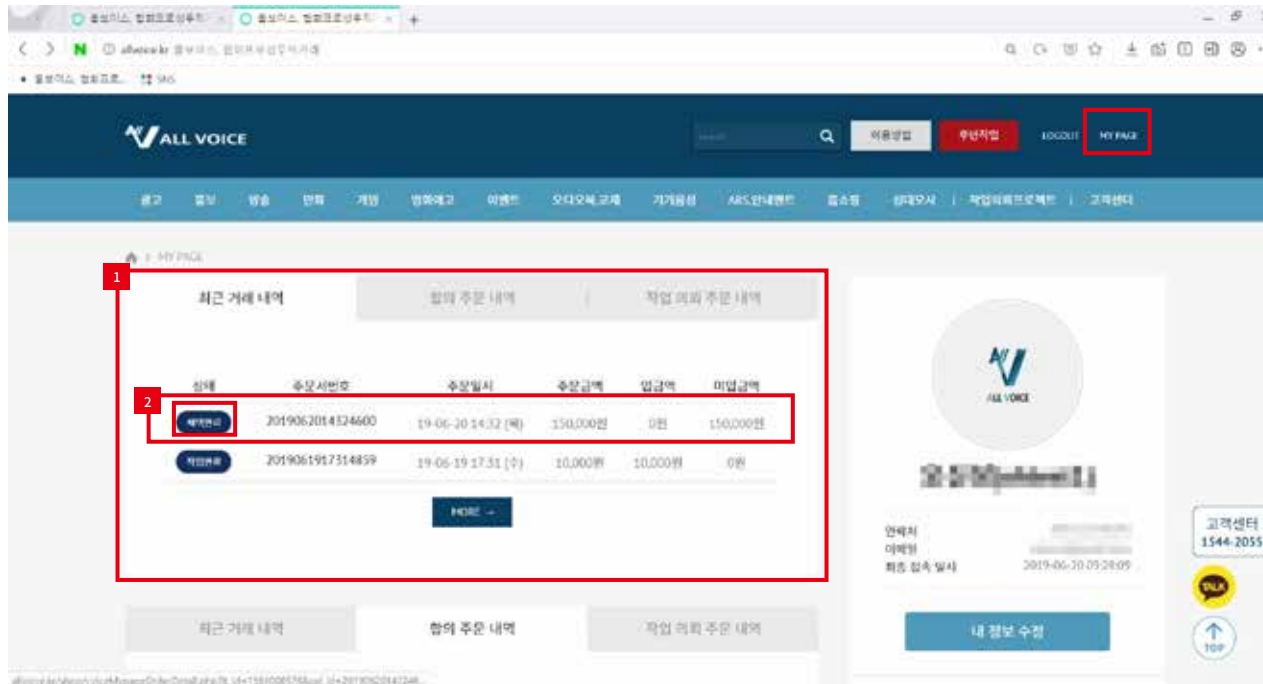 ALL VOICE
이용방법
주년작업
LOGOUT
MY PAGE
광고
홍보
방송
만화
게임
영화예고
이벤트
오디오북,교재
기계음성
ARS,안내멘트
홈쇼핑
성대모사
작업의뢰프로젝트
고객센터
MY PAGE
1
최근 거래 내역
합의 주문 내역
작업 의뢰 주문 내역
상태
주문서번호
주문일시
주문금액
입금액
미입금액
2
2019062014324600
19-06-20 14:32 (목)
150,000원
0원
150,000원
작업완료
2019061917314859
19-06-19 17:31 (수)
10,000원
10,000원
0원
MORE →
ALL VOICE
연락처
이메일
최종 접속 일시
내 정보 수정
고객센터
1544-2055
TALK
TOP
최근 거래 내역
합의 주문 내역
작업 의뢰 주문 내역